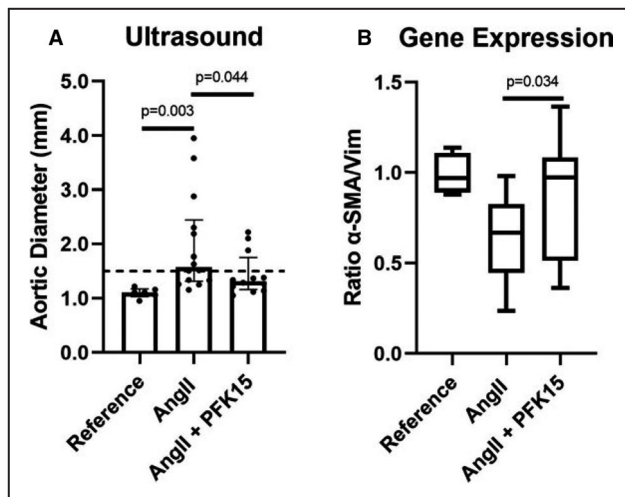 A Ultrasound
Aortic Diameter (mm)
5.0
4.0
3.0
2.0
1.0
0.0
p=0.003
p=0.044
Reference
AngII
AngII + PFK15
B Gene Expression
Ratio α-SMA/Vim
1.5
1.0
0.5
0.0
p=0.034
Reference
AngII
AngII + PFK15